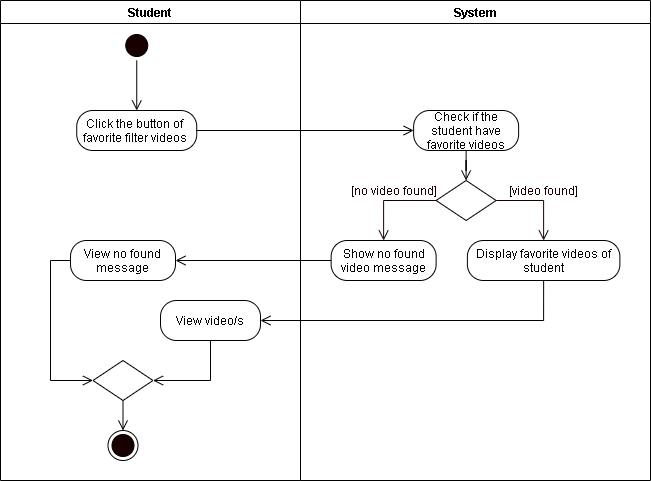 Student
System
Click the button of
favorite filter videos
Check if the
student have
favorite videos
[no video found]
[video found]
View no found
message
Show no found
video message
Display favorite videos of
student
View video/s